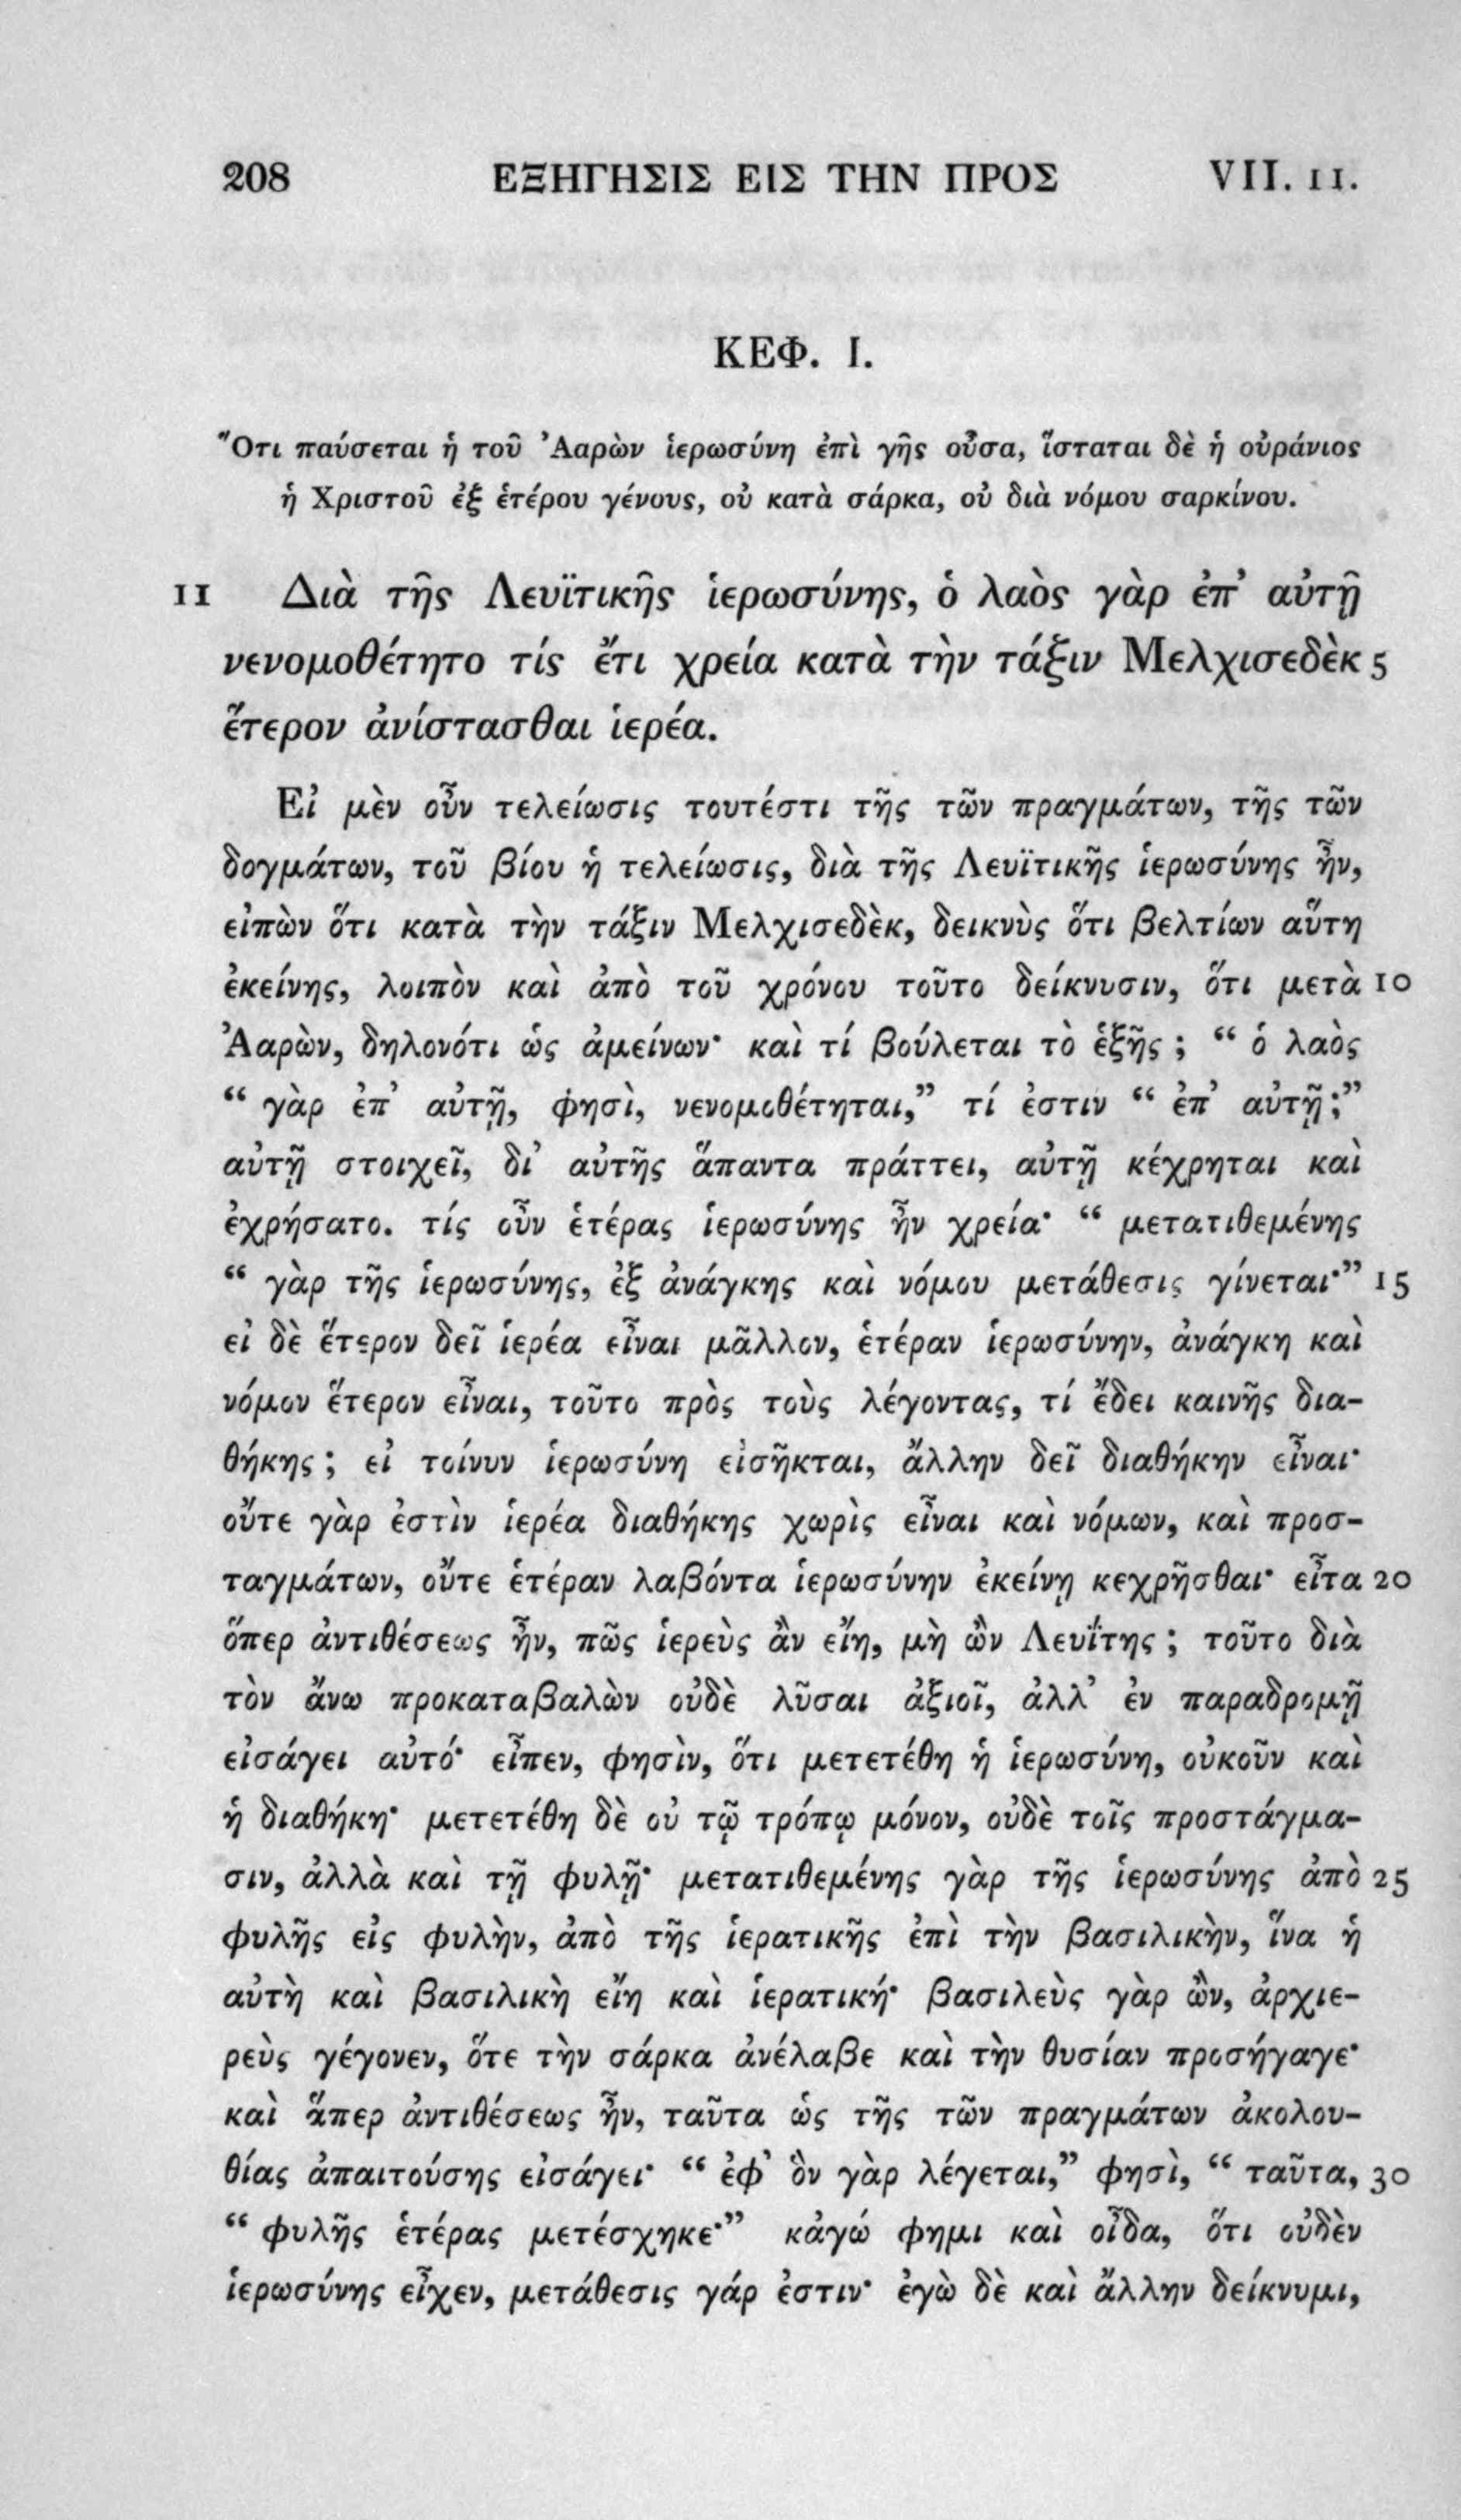 208 ΕΞΗΓΗΣΙΣ ΕΙΣ ΤΗΝ ΠΡΟΣ VII. 11.
ΚΕΦ. Ι.
Ὅτι παύσεται ἡ τοῦ Ἀαρὼν ἱερωσύνη ἐπὶ γῆς οὖσα, ἵσταται δὲ ἡ οὐράνιος
ἡ Χριστοῦ ἐξ ἑτέρου γένους, οὐ κατὰ σάρκα, οὐ διὰ νόμου σαρκίνου.
11 Διὰ τῆς Λευϊτικῆς ἱερωσύνης, ὁ λαὸς γὰρ ἐπ’ αὐτῇ
νενομοθέτητο τίς ἔτι χρεία κατὰ τὴν τάξιν Μελχισεδὲκ 5
ἕτερον ἀνίστασθαι ἱερέα.
Εἰ μὲν οὖν τελείωσις τουτέστι τῆς τῶν πραγμάτων, τῆς τῶν
δογμάτων, τοῦ βίου ἡ τελείωσις, διὰ τῆς Λευϊτικῆς ἱερωσύνης ἦν,
εἰπὼν ὅτι κατὰ τὴν τάξιν Μελχισεδὲκ, δεικνὺς ὅτι βελτίων αὕτη
ἐκείνης, λοιπὸν καὶ ἀπὸ τοῦ χρόνου τοῦτο δείκνυσιν, ὅτι μετὰ 10
Ἀαρὼν, δηλονότι ὡς ἀμείνων· καὶ τί βούλεται τὸ ἑξῆς ; “ ὁ λαὸς
“ γὰρ ἐπ’ αὐτῇ, φησὶ, νενομοθέτηται,” τί ἐστιν “ ἐπ’ αὐτῇ ;”
αὐτῇ στοιχεῖ, δι’ αὐτῆς ἅπαντα πράττει, αὐτῇ κέχρηται καὶ
ἐχρήσατο. τίς οὖν ἑτέρας ἱερωσύνης ἦν χρεία· “ μετατιθεμένης
“ γὰρ τῆς ἱερωσύνης, ἐξ ἀνάγκης καὶ νόμου μετάθεσις γίνεται·” 15
εἰ δὲ ἕτερον δεῖ ἱερέα εἶναι μᾶλλον, ἑτέραν ἱερωσύνην, ἀνάγκη καὶ
νόμον ἕτερον εἶναι, τοῦτο πρὸς τοὺς λέγοντας, τί ἔδει καινῆς δια-
θήκης ; εἰ τοίνυν ἱερωσύνη εἰσῆκται, ἄλλην δεῖ διαθήκην εἶναι·
οὔτε γὰρ ἐστὶν ἱερέα διαθήκης χωρὶς εἶναι καὶ νόμων, καὶ προσ-
ταγμάτων, οὔτε ἑτέραν λαβόντα ἱερωσύνην ἐκείνῃ κεχρῆσθαι· εἶτα 20
ὅπερ ἀντιθέσεως ἦν, πῶς ἱερεὺς ἂν εἴη, μὴ ὢν Λευΐτης ; τοῦτο διὰ
τὸν ἄνω προκαταβαλὼν οὐδὲ λῦσαι ἀξιοῖ, ἀλλ’ ἐν παραδρομῇ
εἰσάγει αὐτό· εἶπεν, φησὶν, ὅτι μετετέθη ἡ ἱερωσύνη, οὐκοῦν καὶ
ἡ διαθήκη· μετετέθη δὲ οὐ τῷ τρόπῳ μόνον, οὐδὲ τοῖς προστάγμα-
σιν, ἀλλὰ καὶ τῇ φυλῇ· μετατιθεμένης γὰρ τῆς ἱερωσύνης ἀπὸ 25
φυλῆς εἰς φυλὴν, ἀπὸ τῆς ἱερατικῆς ἐπὶ τὴν βασιλικὴν, ἵνα ἡ
αὐτὴ καὶ βασιλικὴ εἴη καὶ ἱερατική· βασιλεὺς γὰρ ὢν, ἀρχιε-
ρεὺς γέγονεν, ὅτε τὴν σάρκα ἀνέλαβε καὶ τὴν θυσίαν προσήγαγε·
καὶ ἅπερ ἀντιθέσεως ἦν, ταῦτα ὡς τῆς τῶν πραγμάτων ἀκολου-
θίας ἀπαιτούσης εἰσάγει· “ ἐφ’ ὃν γὰρ λέγεται,” φησὶ, “ ταῦτα, 30
“ φυλῆς ἑτέρας μετέσχηκε·” κἀγώ φημι καὶ οἶδα, ὅτι οὐδὲν
ἱερωσύνης εἶχεν, μετάθεσις γάρ ἐστιν· ἐγὼ δὲ καὶ ἄλλην δείκνυμι,